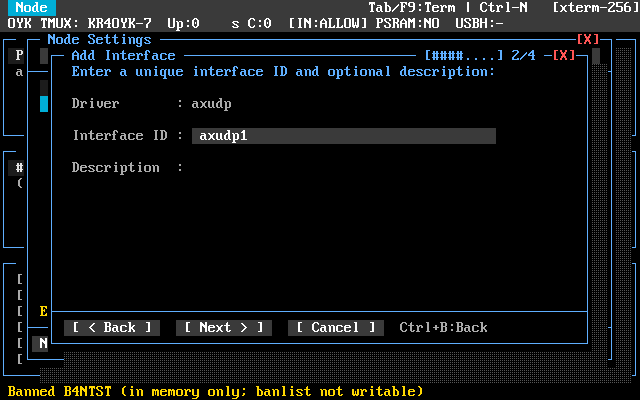 Node Tab/F9:Term | Ctrl-N [xterm-256]
OYK TMUX: KR4OYK-7 Up:0 s C:0 [IN:ALLOW] PSRAM:NO USBH:-
Node Settings [X]
P Add Interface [####....] 2/4 [X]
a Enter a unique interface ID and optional description:
Driver : axudp
Interface ID : axudp1
# Description :
(
[
[
[ E
[ [ < Back ] [ Next > ] [ Cancel ] Ctrl+B:Back
[ N
[
Banned B4NTST (in memory only; banlist not writable)